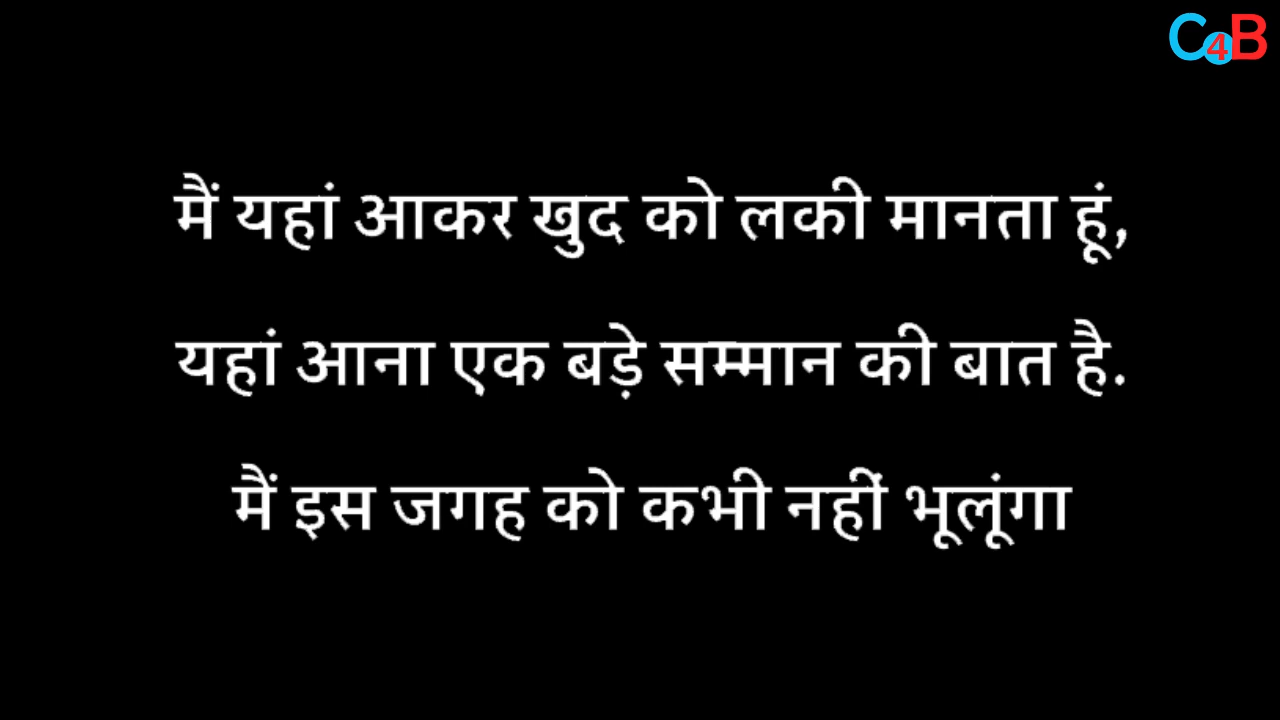 C4B
मैं यहां आकर खुद को लकी मानता हूं,
यहां आना एक बड़े सम्मान की बात है.
मैं इस जगह को कभी नहीं भूलूंगा